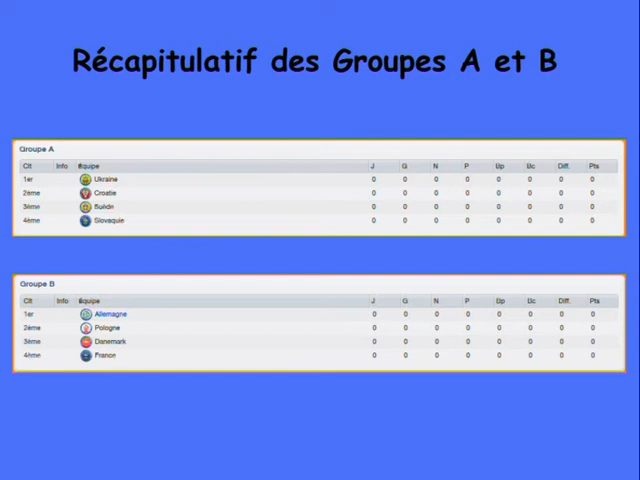 Récapitulatif des Groupes A et B
Groupe A
Clt Info Équipe J G N P Bp Bc Diff. Pts
1er Ukraine 0 0 0 0 0 0 0 0
2ème Croatie 0 0 0 0 0 0 0 0
3ème Suède 0 0 0 0 0 0 0 0
4ème Slovaquie 0 0 0 0 0 0 0 0
Groupe B
Clt Info Équipe J G N P Bp Bc Diff. Pts
1er Allemagne 0 0 0 0 0 0 0 0
2ème Pologne 0 0 0 0 0 0 0 0
3ème Danemark 0 0 0 0 0 0 0 0
4ème France 0 0 0 0 0 0 0 0